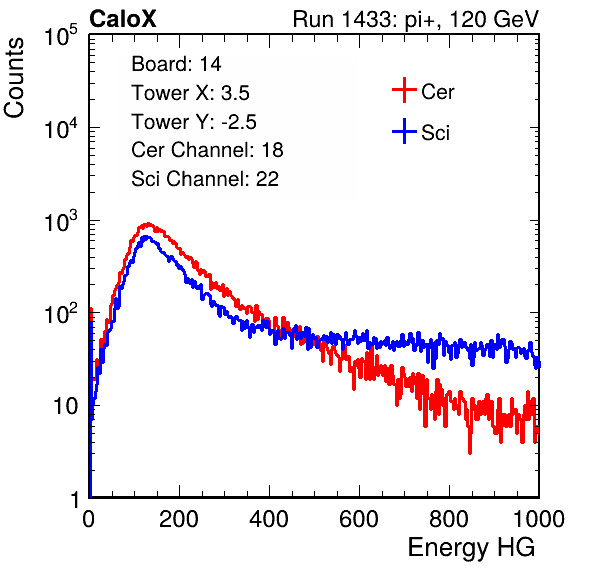 CaloX Run 1433: pi+, 120 GeV
Counts
Board: 14
Tower X: 3.5
Tower Y: -2.5
Cer Channel: 18
Sci Channel: 22
Cer
Sci
10^5
10^4
10^3
10^2
10
1
0 200 400 600 800 1000
Energy HG